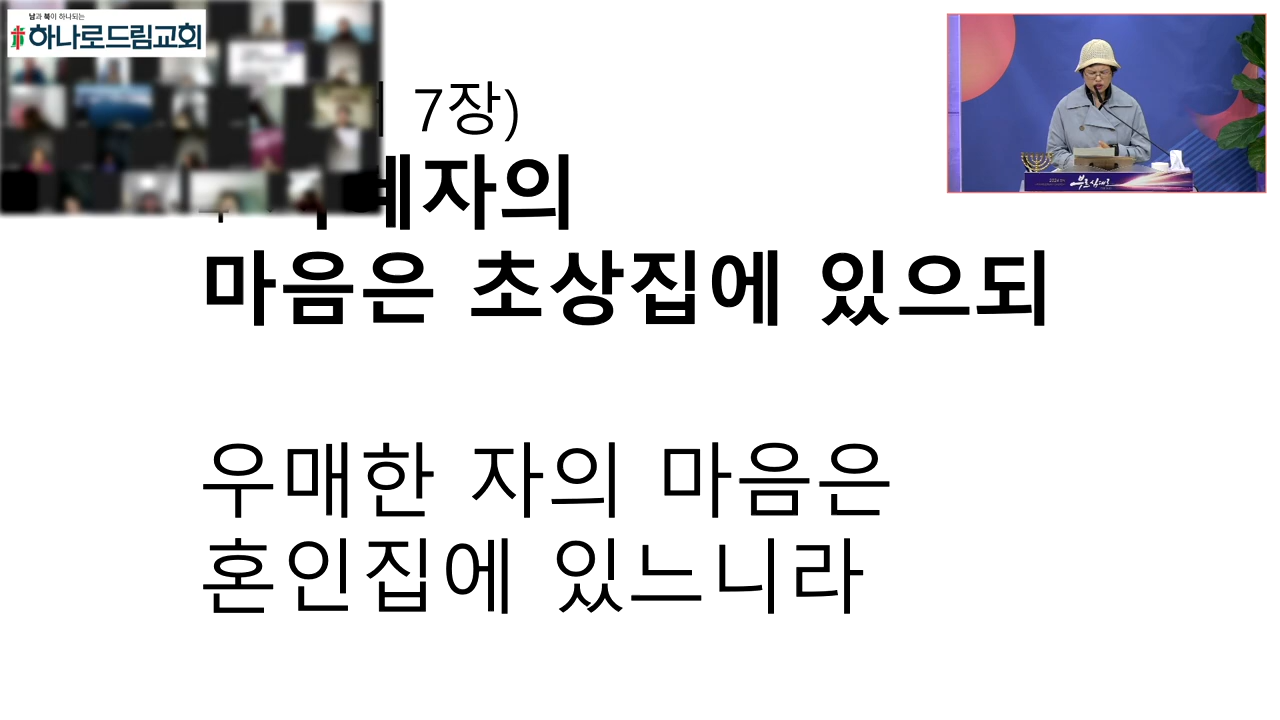 남과 북이 하나되는
하나로드림교회
7장)
4. 지혜자의
마음은 초상집에 있으되
우매한 자의 마음은
혼인집에 있느니라